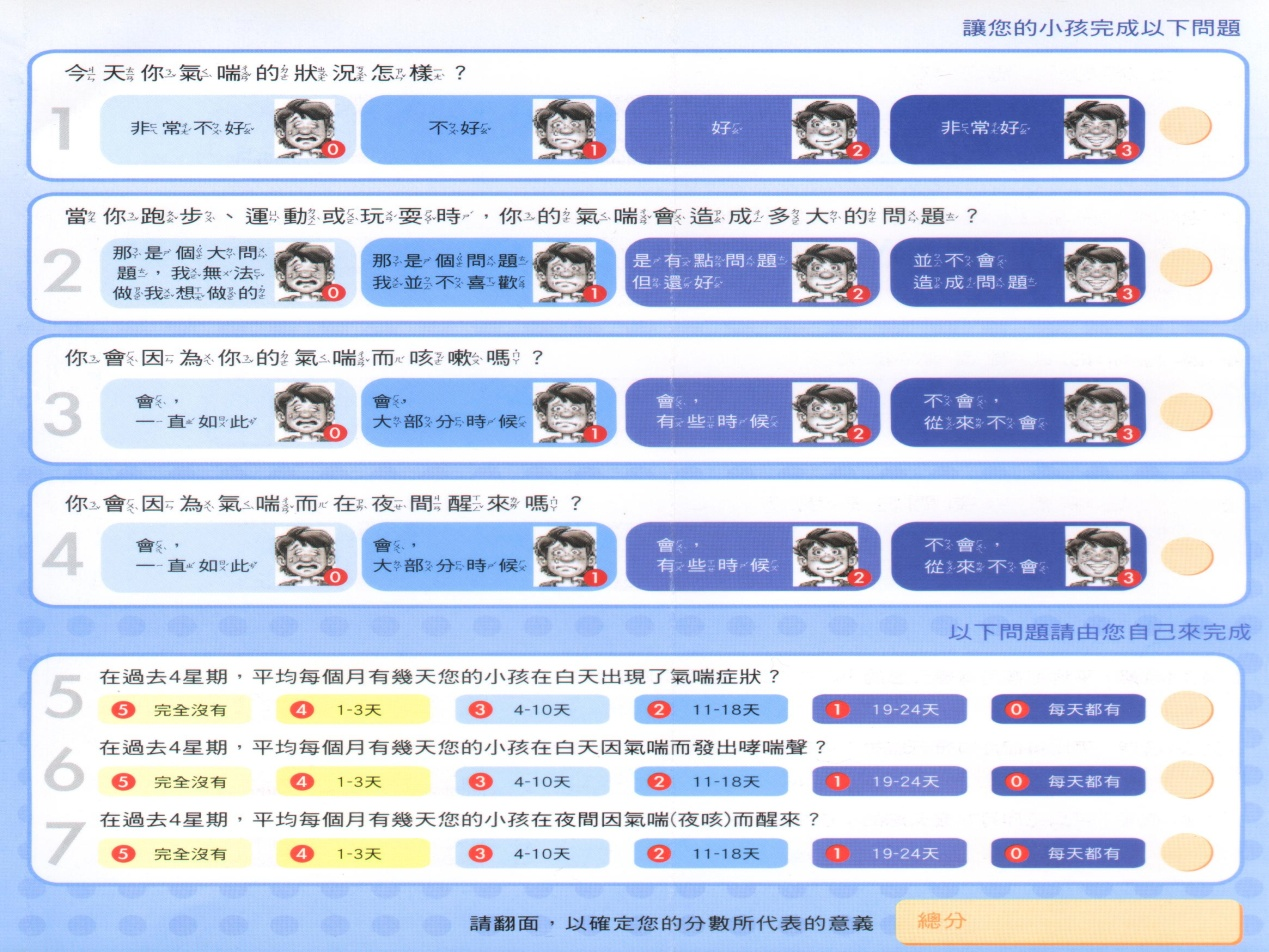 讓您的小孩完成以下問題
今天你氣喘的狀況怎樣？
1
非常不好
0
不好
1
好
2
非常好
3
當你跑步、運動或玩耍時，你的氣喘會造成多大的問題？
2
那是個大問
題，我無法
做我想做的
0
那是個問題
我並不喜歡
1
是有點問題
但還好
2
並不會
造成問題
3
你會因為你的氣喘而咳嗽嗎？
3
會，
一直如此
0
會，
大部分時候
1
會，
有些時候
2
不會，
從來不會
3
你會因為氣喘而在夜間醒來嗎？
4
會，
一直如此
0
會，
大部分時候
1
會，
有些時候
2
不會，
從來不會
3
以下問題請由您自己來完成
5
在過去4星期，平均每個月有幾天您的小孩在白天出現了氣喘症狀？
5 完全沒有 4 1-3天 3 4-10天 2 11-18天 1 19-24天 0 每天都有
6
在過去4星期，平均每個月有幾天您的小孩在白天因氣喘而發出哮喘聲？
5 完全沒有 4 1-3天 3 4-10天 2 11-18天 1 19-24天 0 每天都有
7
在過去4星期，平均每個月有幾天您的小孩在夜間因氣喘(夜咳)而醒來？
5 完全沒有 4 1-3天 3 4-10天 2 11-18天 1 19-24天 0 每天都有
請翻面，以確定您的分數所代表的意義
總分